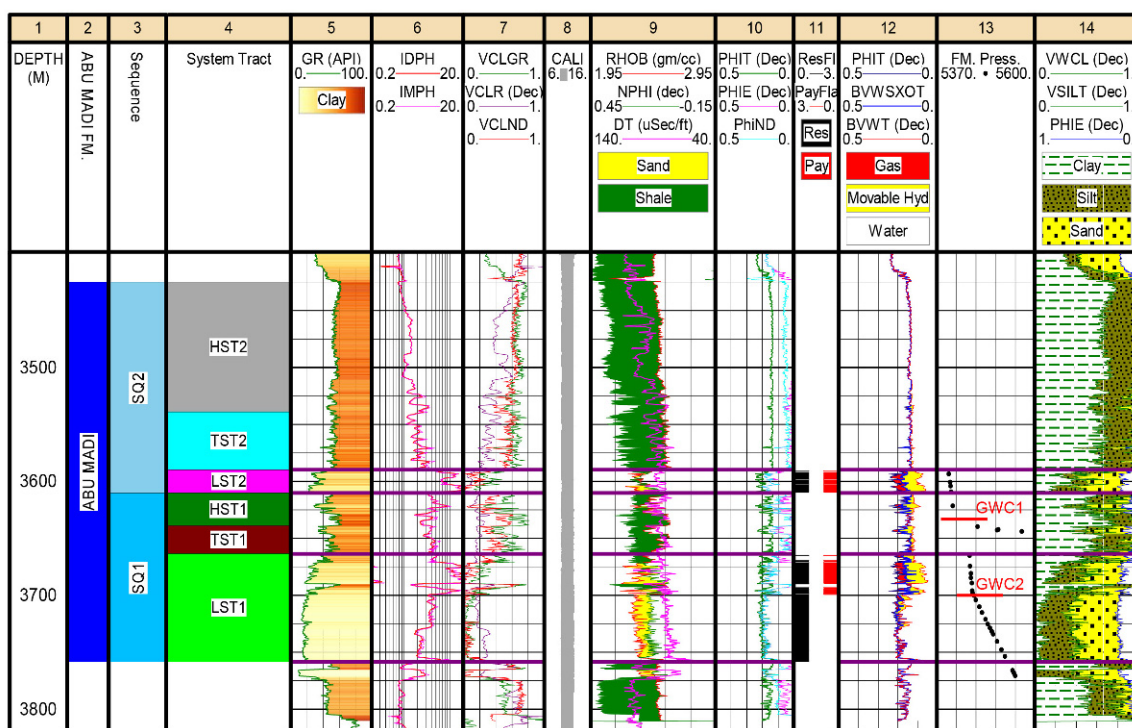 1 2 3 4 5 6 7 8 9 10 11 12 13 14
DEPTH
(M)
ABU MADI FM.
Sequence
System Tract
GR (API)
0. 100.
Clay
IDPH
0.2 20.
IMPH
0.2 20.
VCLGR
0. 1.
VCLR (Dec)
0. 1.
VCLND
0. 1.
CALI
6. 16.
RHOB (gm/cc)
1.95 2.95
NPHI (dec)
0.45 -0.15
DT (uSec/ft)
140. 40.
Sand
Shale
PHIT (Dec)
0.5 0.
PHIE (Dec)
0.5 0.
PhiND
0.5 0.
ResFl
0. 3.
PayFla
3. 0.
Res
Pay
PHIT (Dec)
0.5 0.
BVWSXOT
0.5 0.
BVWT (Dec)
0.5 0.
Gas
Movable Hyd
Water
FM. Press.
5370. 5600.
VWCL (Dec)
0. 1
VSILT (Dec)
0. 1
PHIE (Dec)
1. 0
Clay
Silt
Sand
ABU MADI
SQ2
SQ1
HST2
TST2
LST2
HST1
TST1
LST1
3500
3600
3700
3800
GWC1
GWC2